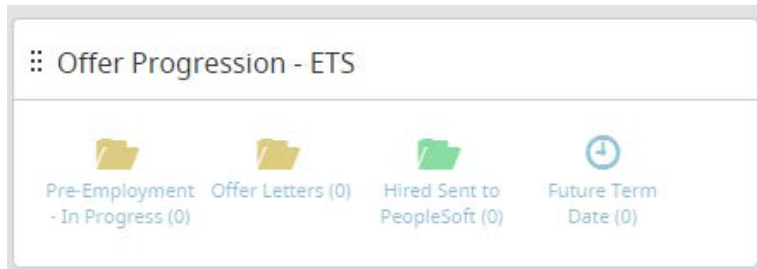 Offer Progression - ETS
Pre-Employment
- In Progress (0)
Offer Letters (0)
Hired Sent to
PeopleSoft (0)
Future Term
Date (0)